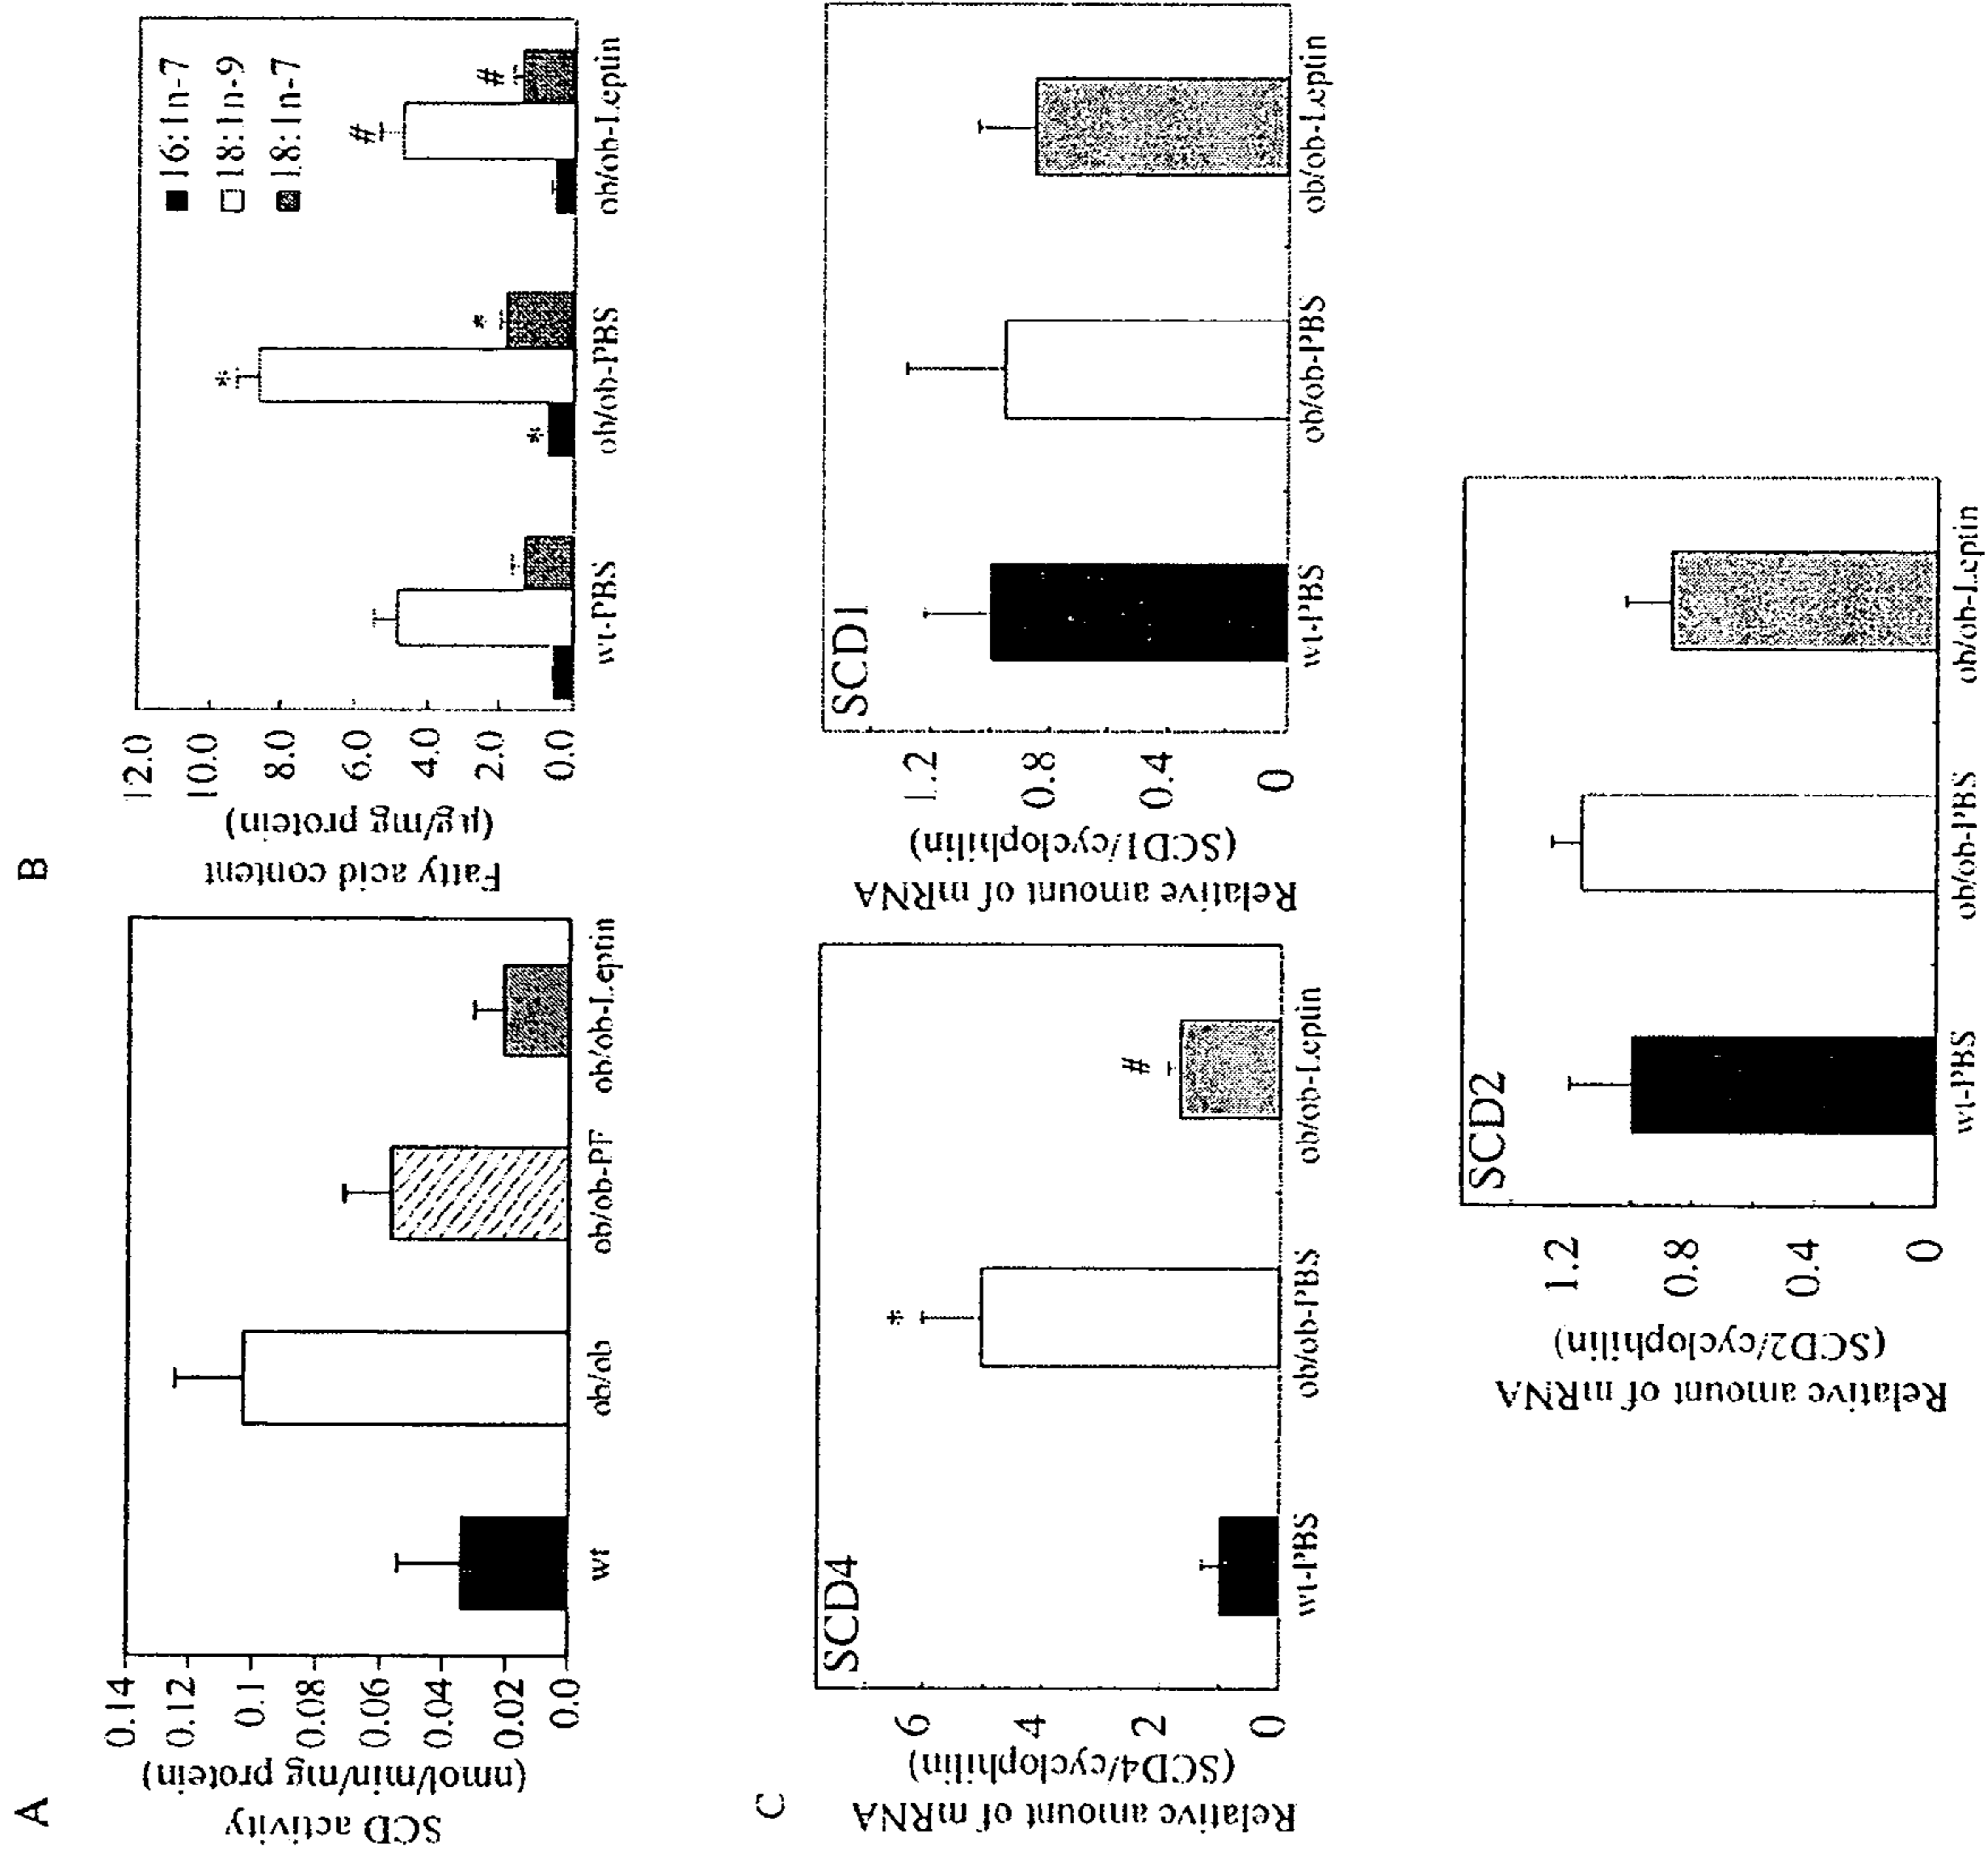 A
SCD activity
(nmol/min/mg protein)
0.14
0.12
0.1
0.08
0.06
0.04
0.02
0.0
wt
ob/ob
ob/ob-PF
ob/ob-Leptin
B
Fatty acid content
(µg/mg protein)
12.0
10.0
8.0
6.0
4.0
2.0
0.0
16:1n-7
18:1n-9
18:1n-7
*
*
*
#
#
wt-PBS
ob/ob-PBS
ob/ob-Leptin
C
Relative amount of mRNA
(SCD4/cyclophilin)
SCD4
6
4
2
0
*
#
wt-PBS
ob/ob-PBS
ob/ob-Leptin
Relative amount of mRNA
(SCD1/cyclophilin)
SCD1
1.2
0.8
0.4
0
wt-PBS
ob/ob-PBS
ob/ob-Leptin
Relative amount of mRNA
(SCD2/cyclophilin)
SCD2
1.2
0.8
0.4
0
wt-PBS
ob/ob-PBS
ob/ob-Leptin